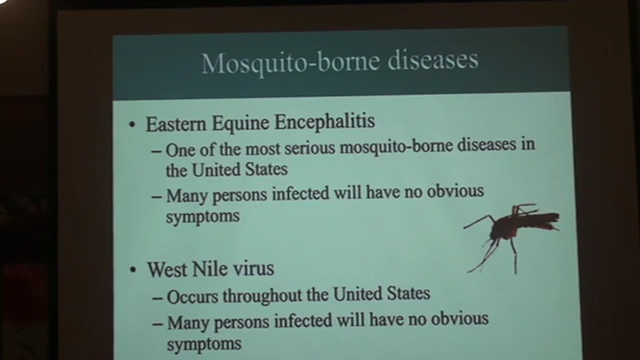 Mosquito-borne diseases
• Eastern Equine Encephalitis
– One of the most serious mosquito-borne diseases in
the United States
– Many persons infected will have no obvious
symptoms
• West Nile virus
– Occurs throughout the United States
– Many persons infected will have no obvious
symptoms